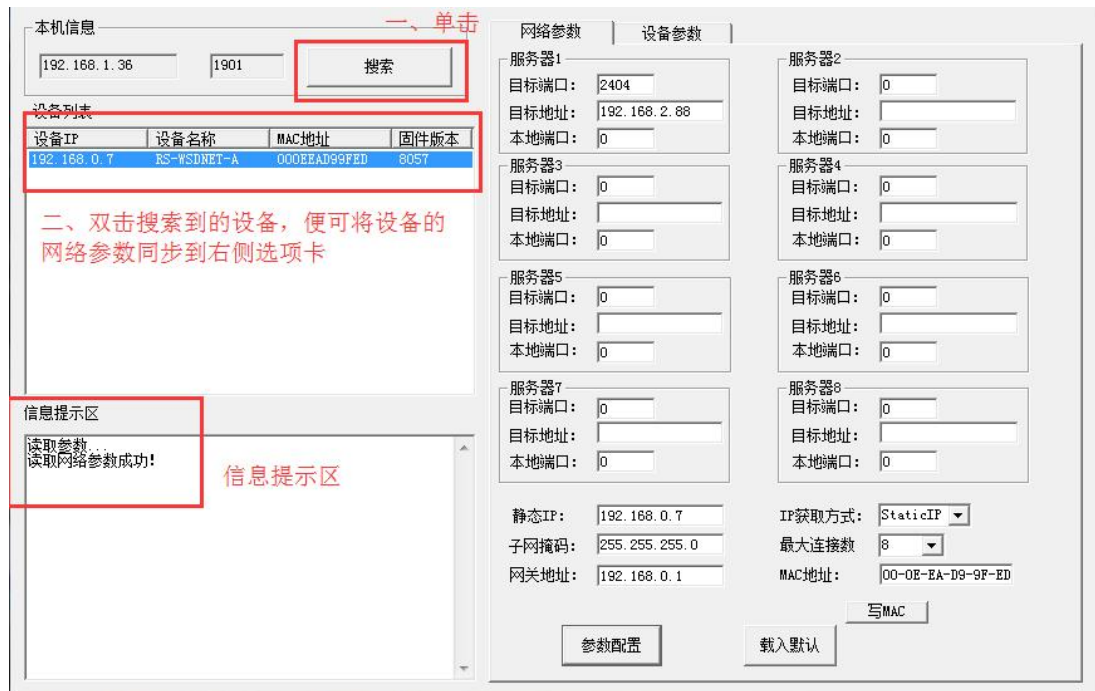 本机信息
一、单击
192.168.1.36
1901
搜索
设备列表
设备IP 设备名称 MAC地址 固件版本
192.168.0.7 RS-WSDNET-A 000EEAD99FED 8057
二、双击搜索到的设备，便可将设备的
网络参数同步到右侧选项卡
信息提示区
读取参数...
读取网络参数成功!
信息提示区
网络参数 设备参数
服务器1
目标端口： 2404
目标地址： 192.168.2.88
本地端口： 0
服务器2
目标端口： 0
目标地址：
本地端口： 0
服务器3
目标端口： 0
目标地址：
本地端口： 0
服务器4
目标端口： 0
目标地址：
本地端口： 0
服务器5
目标端口： 0
目标地址：
本地端口： 0
服务器6
目标端口： 0
目标地址：
本地端口： 0
服务器7
目标端口： 0
目标地址：
本地端口： 0
服务器8
目标端口： 0
目标地址：
本地端口： 0
静态IP： 192.168.0.7
子网掩码： 255.255.255.0
网关地址： 192.168.0.1
IP获取方式： StaticIP
最大连接数 8
MAC地址： 00-0E-EA-D9-9F-ED
写MAC
参数配置
载入默认